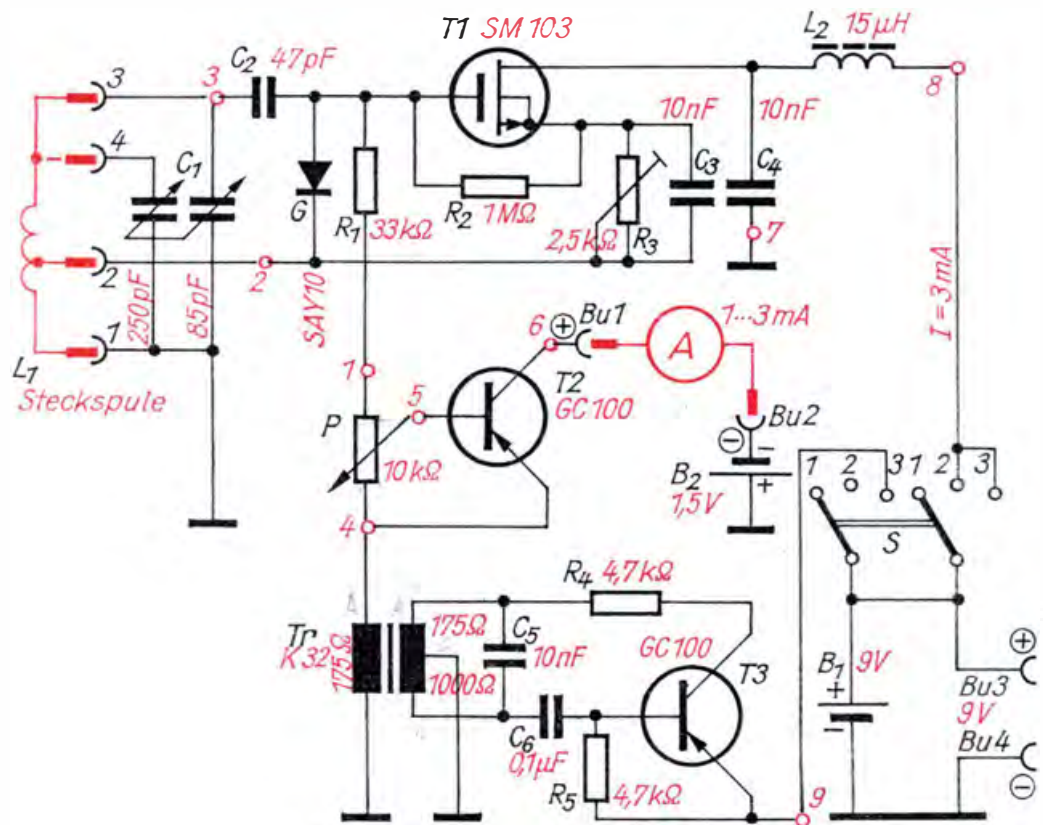 T1 SM 103
L2 15µH
C2 47pF
3
3
4
C1
10nF
10nF
8
C3
C4
G
R1 33kΩ
R2
1MΩ
2,5kΩ
R3
7
2
2
250pF
85pF
SAY10
I = 3mA
1
L1
Steckspule
1
6
⊕ Bu1
A
1...3mA
5
T2
GC100
P
10kΩ
⊖ Bu2
−
B2
1,5V
+
1 2 3 1 2 3
4
S
R4 4,7kΩ
Tr
K 32
175Ω
175Ω
1000Ω
C5
10nF
GC100
T3
B1 9V
+
−
⊕
Bu3
9V
Bu4
⊖
C6
0,1µF
R5
4,7kΩ
9